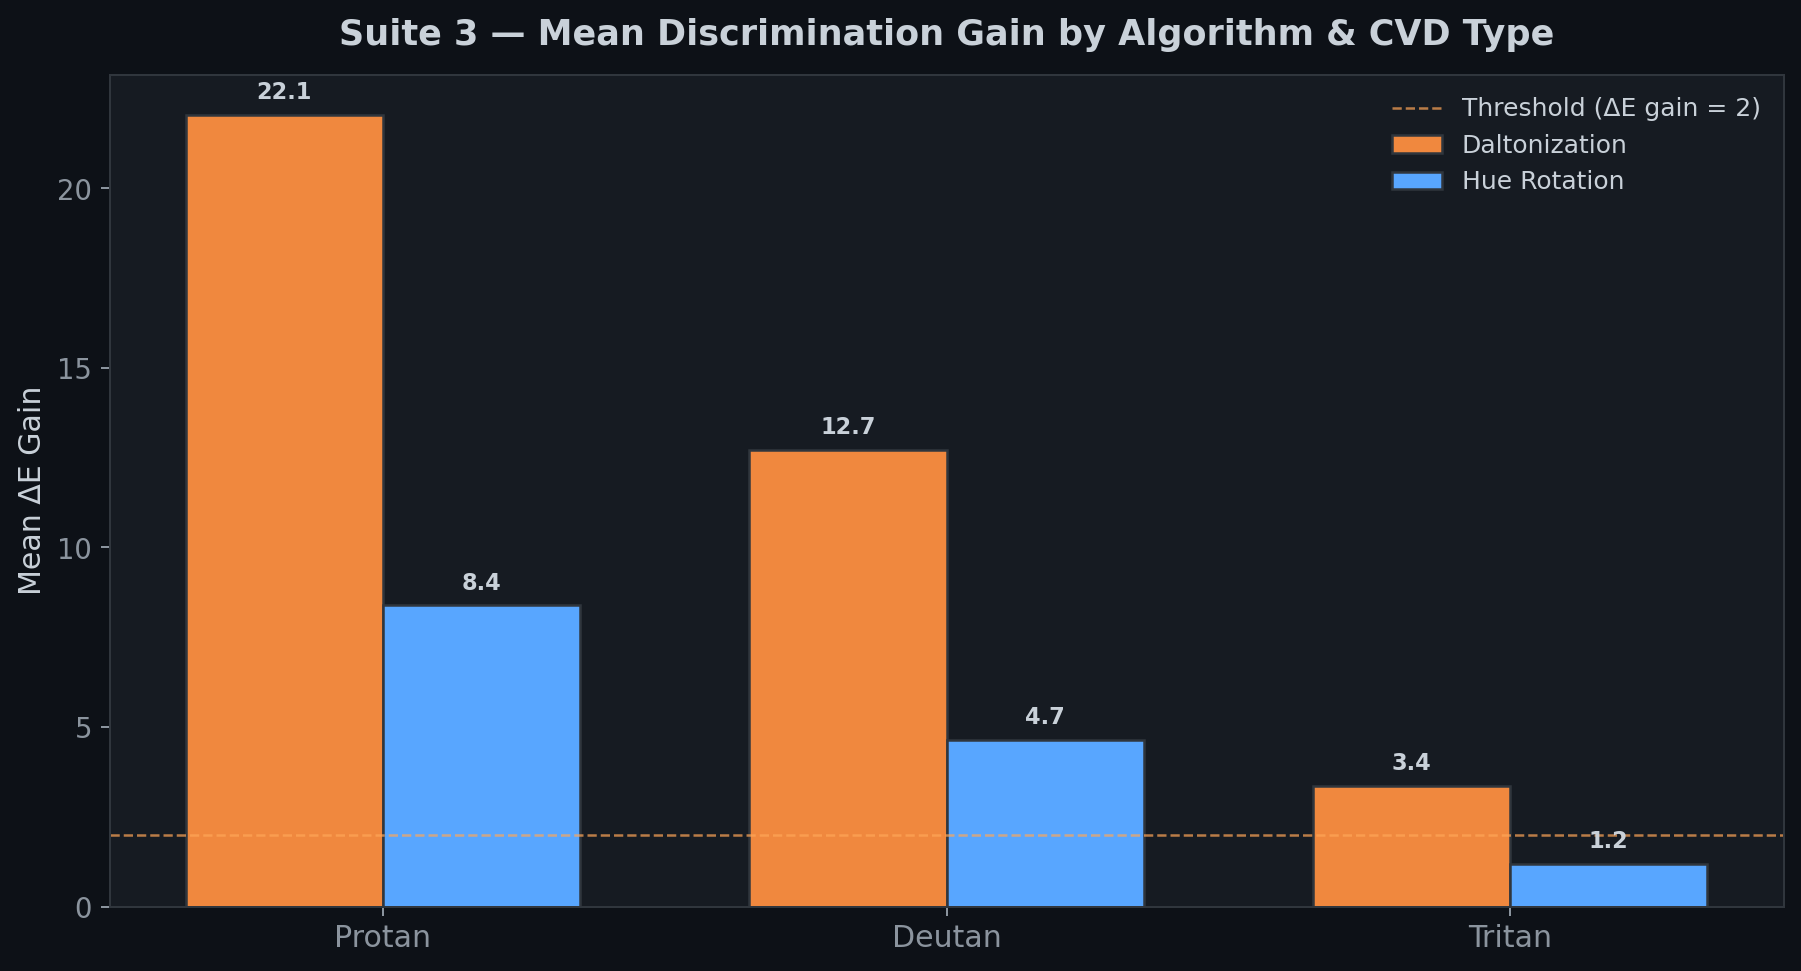 Suite 3 — Mean Discrimination Gain by Algorithm & CVD Type
Mean ΔE Gain
20
15
10
5
0
22.1
8.4
12.7
4.7
3.4
1.2
Threshold (ΔE gain = 2)
Daltonization
Hue Rotation
Protan
Deutan
Tritan